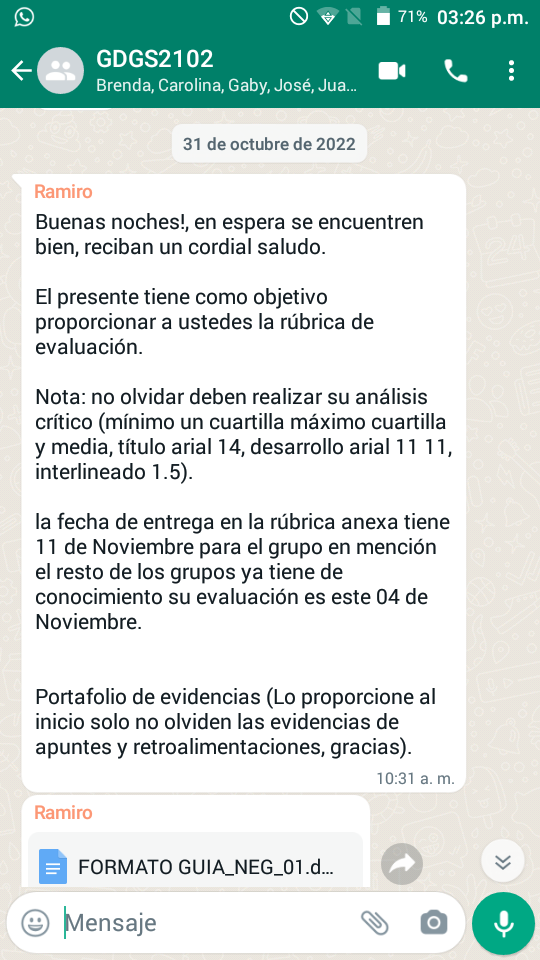 71% 03:26 p.m.
GDGS2102
Brenda, Carolina, Gaby, José, Jua...
31 de octubre de 2022
Ramiro
Buenas noches!, en espera se encuentren
bien, reciban un cordial saludo.
El presente tiene como objetivo
proporcionar a ustedes la rúbrica de
evaluación.
Nota: no olvidar deben realizar su análisis
crítico (mínimo un cuartilla máximo cuartilla
y media, título arial 14, desarrollo arial 11 11,
interlineado 1.5).
la fecha de entrega en la rúbrica anexa tiene
11 de Noviembre para el grupo en mención
el resto de los grupos ya tiene de
conocimiento su evaluación es este 04 de
Noviembre.
Portafolio de evidencias (Lo proporcione al
inicio solo no olviden las evidencias de
apuntes y retroalimentaciones, gracias).
10:31 a. m.
Ramiro
FORMATO GUIA_NEG_01.d...
Mensaje